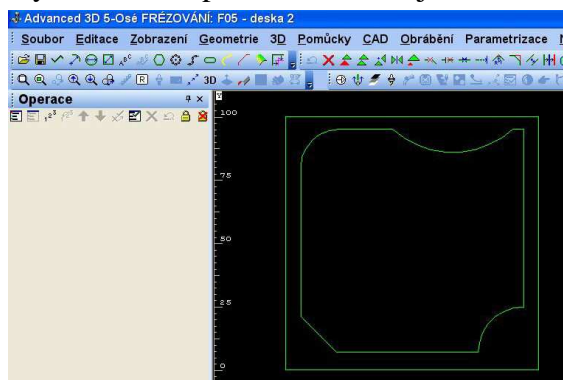 Advanced 3D 5-Osé FRÉZOVÁNÍ: F05 - deska 2
Soubor Editace Zobrazení Geometrie 3D Pomůcky CAD Obrábění Parametrizace
3D
Operace
100
75
50
25
0